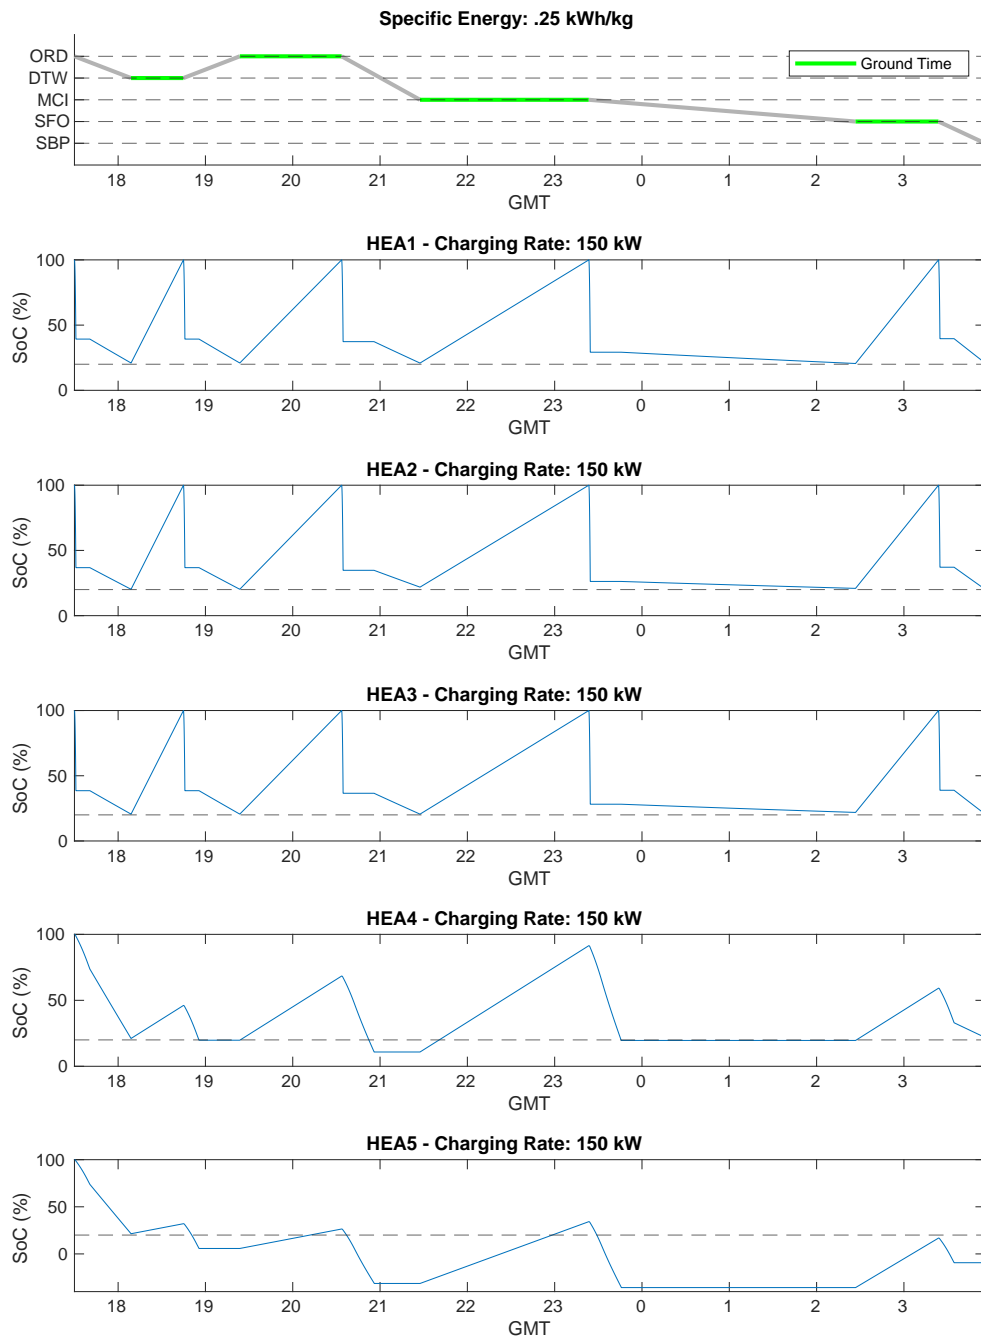 Specific Energy: .25 kWh/kg
ORD
DTW
MCI
SFO
SBP
Ground Time
18 19 20 21 22 23 0 1 2 3
GMT
HEA1 - Charging Rate: 150 kW
SoC (%)
100
50
0
18 19 20 21 22 23 0 1 2 3
GMT
HEA2 - Charging Rate: 150 kW
SoC (%)
100
50
0
18 19 20 21 22 23 0 1 2 3
GMT
HEA3 - Charging Rate: 150 kW
SoC (%)
100
50
0
18 19 20 21 22 23 0 1 2 3
GMT
HEA4 - Charging Rate: 150 kW
SoC (%)
100
50
0
18 19 20 21 22 23 0 1 2 3
GMT
HEA5 - Charging Rate: 150 kW
SoC (%)
100
50
0
18 19 20 21 22 23 0 1 2 3
GMT